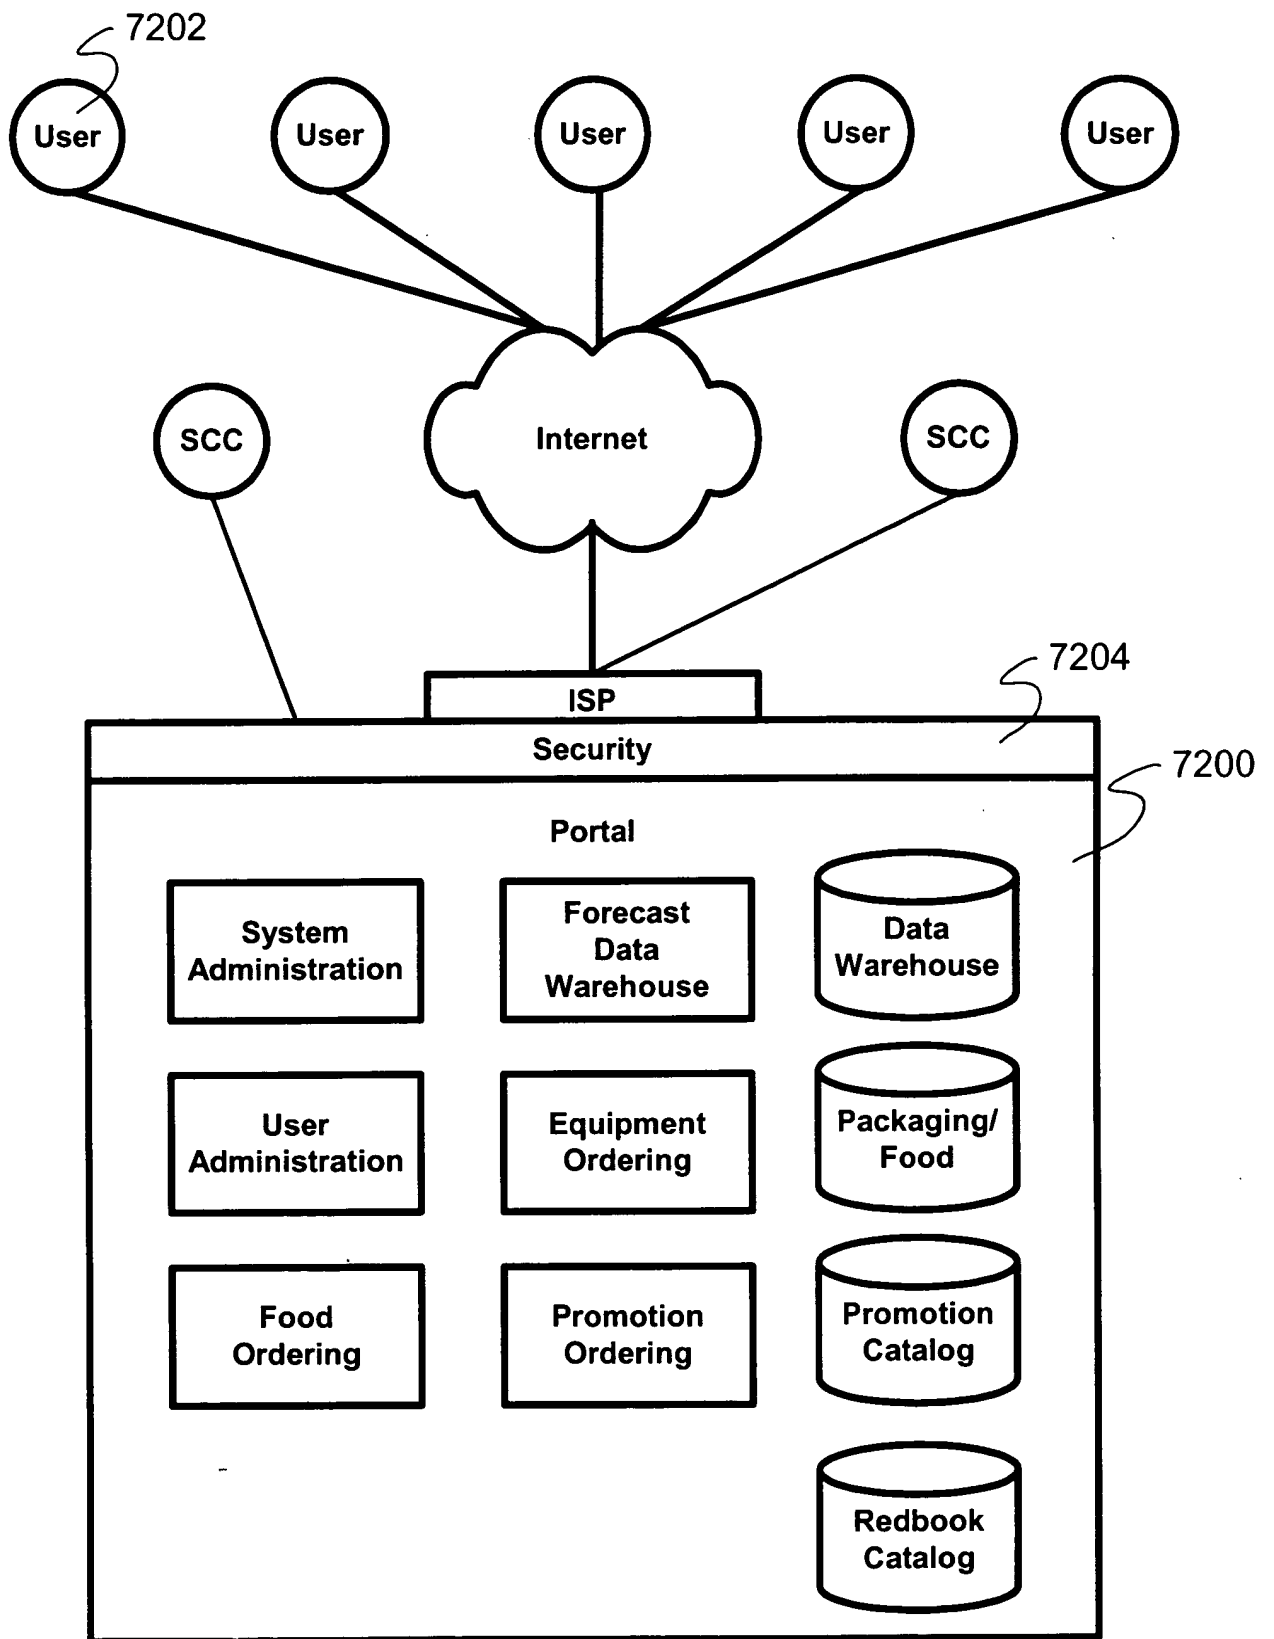 7202
User
User
User
User
User
SCC
Internet
SCC
7204
ISP
Security
7200
Portal
System
Administration
Forecast
Data
Warehouse
Data
Warehouse
User
Administration
Equipment
Ordering
Packaging/
Food
Food
Ordering
Promotion
Ordering
Promotion
Catalog
Redbook
Catalog